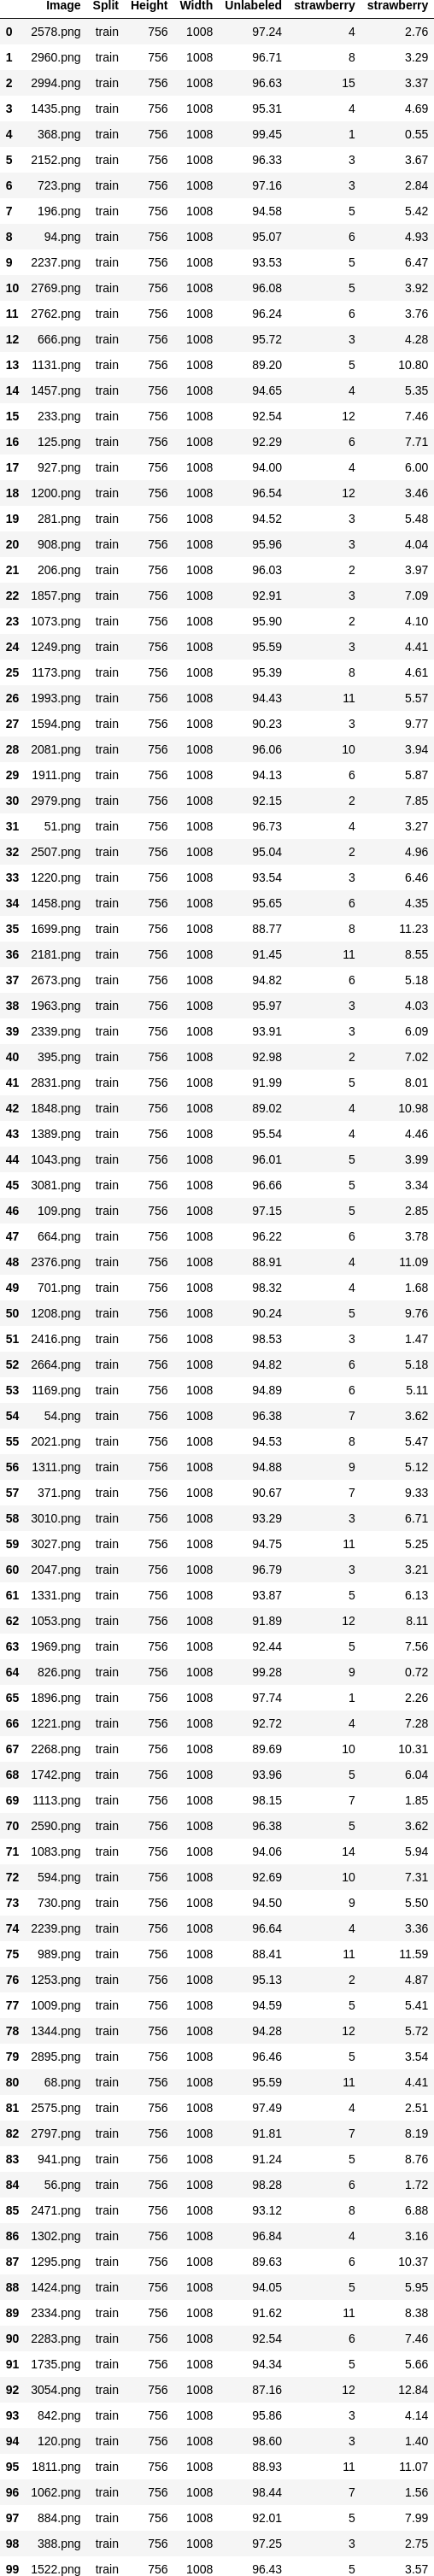 Image Split Height Width Unlabeled strawberry strawberry
0 2578.png train 756 1008 97.24 4 2.76
1 2960.png train 756 1008 96.71 8 3.29
2 2994.png train 756 1008 96.63 15 3.37
3 1435.png train 756 1008 95.31 4 4.69
4 368.png train 756 1008 99.45 1 0.55
5 2152.png train 756 1008 96.33 3 3.67
6 723.png train 756 1008 97.16 3 2.84
7 196.png train 756 1008 94.58 5 5.42
8 94.png train 756 1008 95.07 6 4.93
9 2237.png train 756 1008 93.53 5 6.47
10 2769.png train 756 1008 96.08 5 3.92
11 2762.png train 756 1008 96.24 6 3.76
12 666.png train 756 1008 95.72 3 4.28
13 1131.png train 756 1008 89.20 5 10.80
14 1457.png train 756 1008 94.65 4 5.35
15 233.png train 756 1008 92.54 12 7.46
16 125.png train 756 1008 92.29 6 7.71
17 927.png train 756 1008 94.00 4 6.00
18 1200.png train 756 1008 96.54 12 3.46
19 281.png train 756 1008 94.52 3 5.48
20 908.png train 756 1008 95.96 3 4.04
21 206.png train 756 1008 96.03 2 3.97
22 1857.png train 756 1008 92.91 3 7.09
23 1073.png train 756 1008 95.90 2 4.10
24 1249.png train 756 1008 95.59 3 4.41
25 1173.png train 756 1008 95.39 8 4.61
26 1993.png train 756 1008 94.43 11 5.57
27 1594.png train 756 1008 90.23 3 9.77
28 2081.png train 756 1008 96.06 10 3.94
29 1911.png train 756 1008 94.13 6 5.87
30 2979.png train 756 1008 92.15 2 7.85
31 51.png train 756 1008 96.73 4 3.27
32 2507.png train 756 1008 95.04 2 4.96
33 1220.png train 756 1008 93.54 3 6.46
34 1458.png train 756 1008 95.65 6 4.35
35 1699.png train 756 1008 88.77 8 11.23
36 2181.png train 756 1008 91.45 11 8.55
37 2673.png train 756 1008 94.82 6 5.18
38 1963.png train 756 1008 95.97 3 4.03
39 2339.png train 756 1008 93.91 3 6.09
40 395.png train 756 1008 92.98 2 7.02
41 2831.png train 756 1008 91.99 5 8.01
42 1848.png train 756 1008 89.02 4 10.98
43 1389.png train 756 1008 95.54 4 4.46
44 1043.png train 756 1008 96.01 5 3.99
45 3081.png train 756 1008 96.66 5 3.34
46 109.png train 756 1008 97.15 5 2.85
47 664.png train 756 1008 96.22 6 3.78
48 2376.png train 756 1008 88.91 4 11.09
49 701.png train 756 1008 98.32 4 1.68
50 1208.png train 756 1008 90.24 5 9.76
51 2416.png train 756 1008 98.53 3 1.47
52 2664.png train 756 1008 94.82 6 5.18
53 1169.png train 756 1008 94.89 6 5.11
54 54.png train 756 1008 96.38 7 3.62
55 2021.png train 756 1008 94.53 8 5.47
56 1311.png train 756 1008 94.88 9 5.12
57 371.png train 756 1008 90.67 7 9.33
58 3010.png train 756 1008 93.29 3 6.71
59 3027.png train 756 1008 94.75 11 5.25
60 2047.png train 756 1008 96.79 3 3.21
61 1331.png train 756 1008 93.87 5 6.13
62 1053.png train 756 1008 91.89 12 8.11
63 1969.png train 756 1008 92.44 5 7.56
64 826.png train 756 1008 99.28 9 0.72
65 1896.png train 756 1008 97.74 1 2.26
66 1221.png train 756 1008 92.72 4 7.28
67 2268.png train 756 1008 89.69 10 10.31
68 1742.png train 756 1008 93.96 5 6.04
69 1113.png train 756 1008 98.15 7 1.85
70 2590.png train 756 1008 96.38 5 3.62
71 1083.png train 756 1008 94.06 14 5.94
72 594.png train 756 1008 92.69 10 7.31
73 730.png train 756 1008 94.50 9 5.50
74 2239.png train 756 1008 96.64 4 3.36
75 989.png train 756 1008 88.41 11 11.59
76 1253.png train 756 1008 95.13 2 4.87
77 1009.png train 756 1008 94.59 5 5.41
78 1344.png train 756 1008 94.28 12 5.72
79 2895.png train 756 1008 96.46 5 3.54
80 68.png train 756 1008 95.59 11 4.41
81 2575.png train 756 1008 97.49 4 2.51
82 2797.png train 756 1008 91.81 7 8.19
83 941.png train 756 1008 91.24 5 8.76
84 56.png train 756 1008 98.28 6 1.72
85 2471.png train 756 1008 93.12 8 6.88
86 1302.png train 756 1008 96.84 4 3.16
87 1295.png train 756 1008 89.63 6 10.37
88 1424.png train 756 1008 94.05 5 5.95
89 2334.png train 756 1008 91.62 11 8.38
90 2283.png train 756 1008 92.54 6 7.46
91 1735.png train 756 1008 94.34 5 5.66
92 3054.png train 756 1008 87.16 12 12.84
93 842.png train 756 1008 95.86 3 4.14
94 120.png train 756 1008 98.60 3 1.40
95 1811.png train 756 1008 88.93 11 11.07
96 1062.png train 756 1008 98.44 7 1.56
97 884.png train 756 1008 92.01 5 7.99
98 388.png train 756 1008 97.25 3 2.75
99 1522.png train 756 1008 96.43 5 3.57